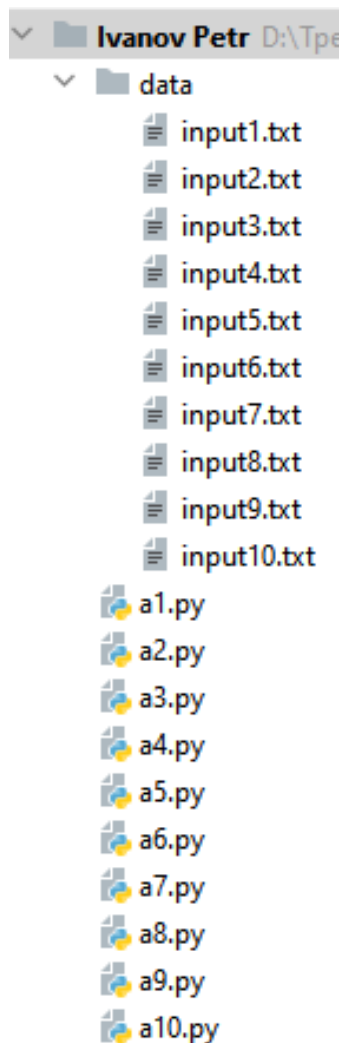 Ivanov Petr D:\Тре
data
input1.txt
input2.txt
input3.txt
input4.txt
input5.txt
input6.txt
input7.txt
input8.txt
input9.txt
input10.txt
a1.py
a2.py
a3.py
a4.py
a5.py
a6.py
a7.py
a8.py
a9.py
a10.py